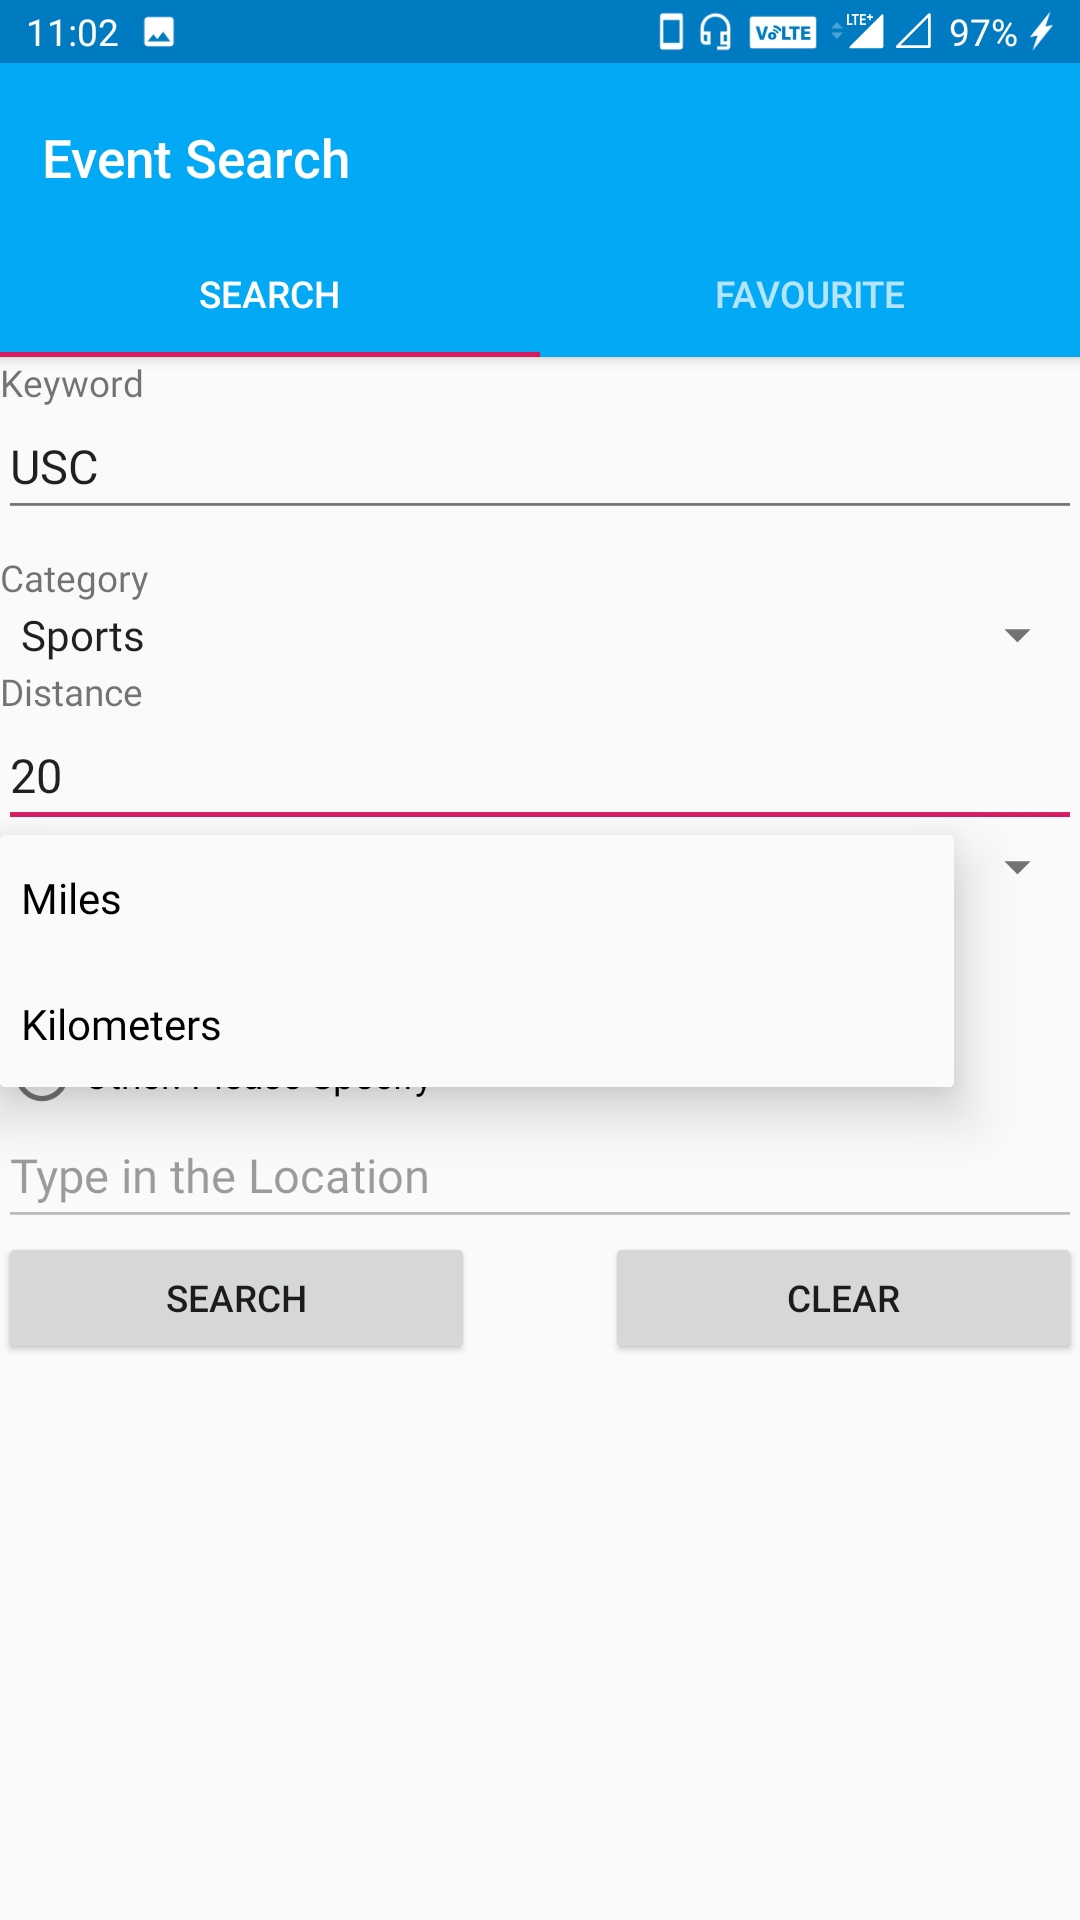 11:02 VoLTE LTE+ 97%
Event Search
SEARCH FAVOURITE
Keyword
USC
Category
Sports
Distance
20
Miles
Kilometers
Type in the Location
SEARCH CLEAR